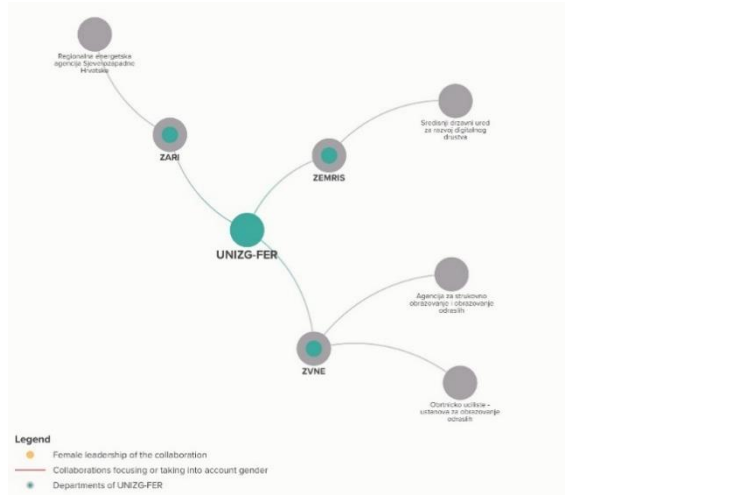 Regionalna energetska
agencija Sjeverozapadne
Hrvatske
ZARI
Središnji državni ured
za razvoj digitalnog
društva
ZEMRIS
UNIZG-FER
Agencija za strukovno
obrazovanje i obrazovanje
odraslih
ZVNE
Obrtničko učilište -
ustanova za obrazovanje
odraslih
Legend
Female leadership of the collaboration
Collaborations focusing or taking into account gender
Departments of UNIZG-FER